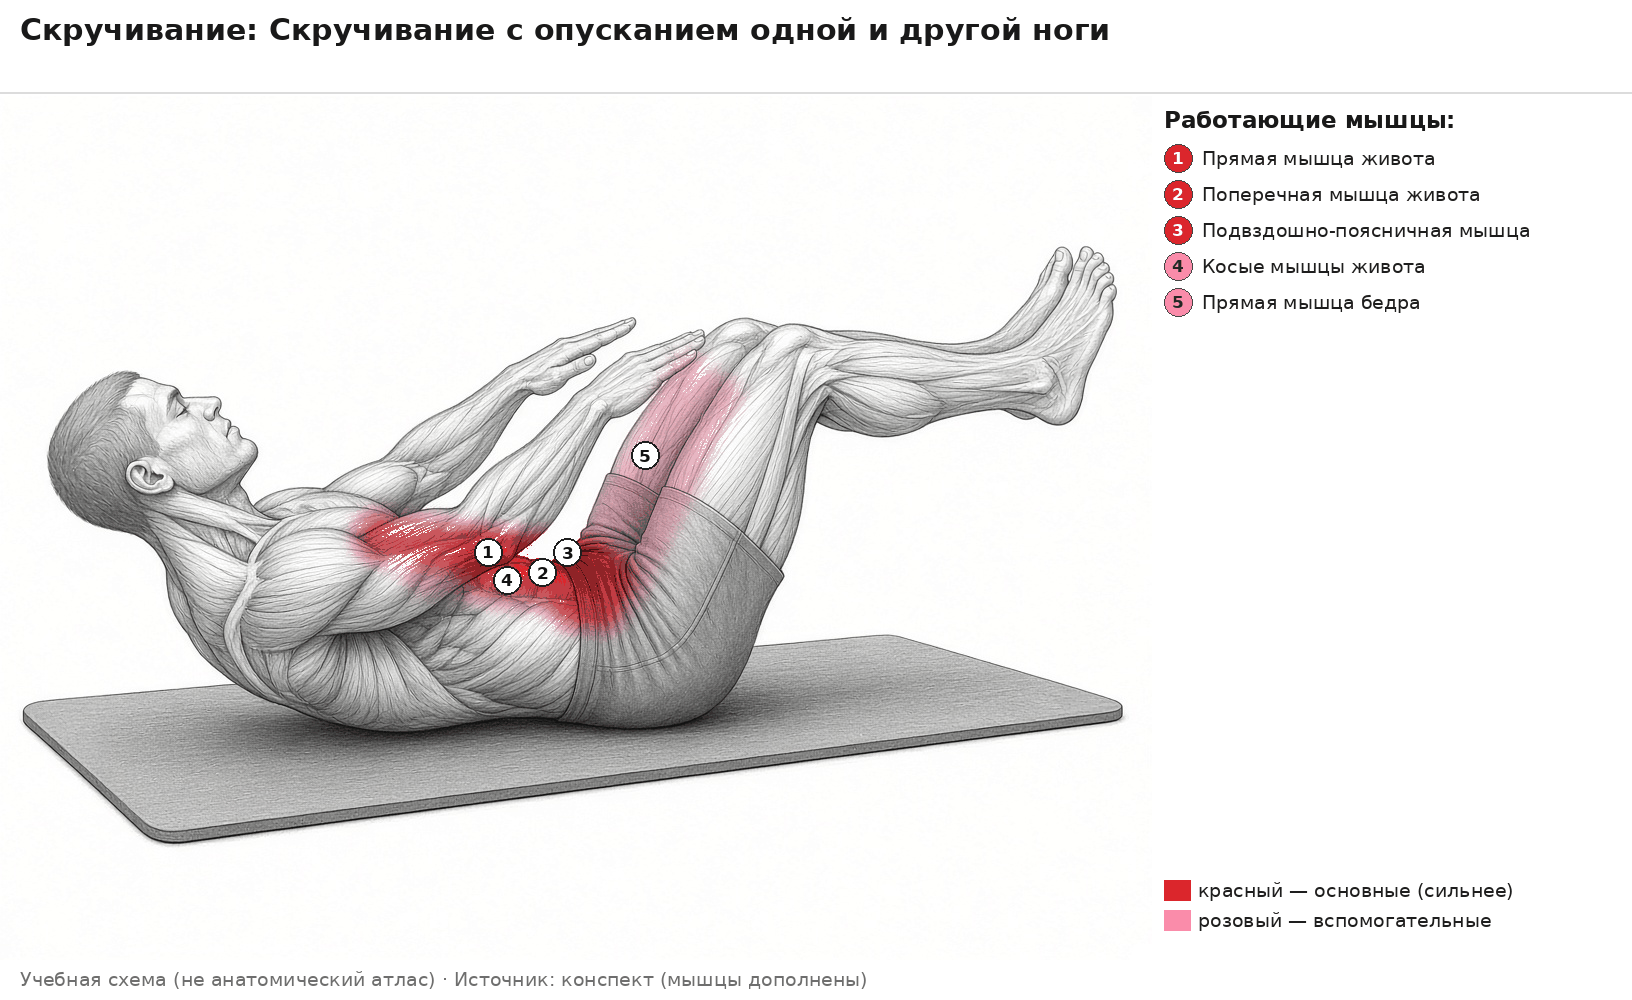 Скручивание: Скручивание с опусканием одной и другой ноги
Работающие мышцы:
1 Прямая мышца живота
2 Поперечная мышца живота
3 Подвздошно-поясничная мышца
4 Косые мышцы живота
5 Прямая мышца бедра
5
1
3
4
2
красный — основные (сильнее)
розовый — вспомогательные
Учебная схема (не анатомический атлас) · Источник: конспект (мышцы дополнены)